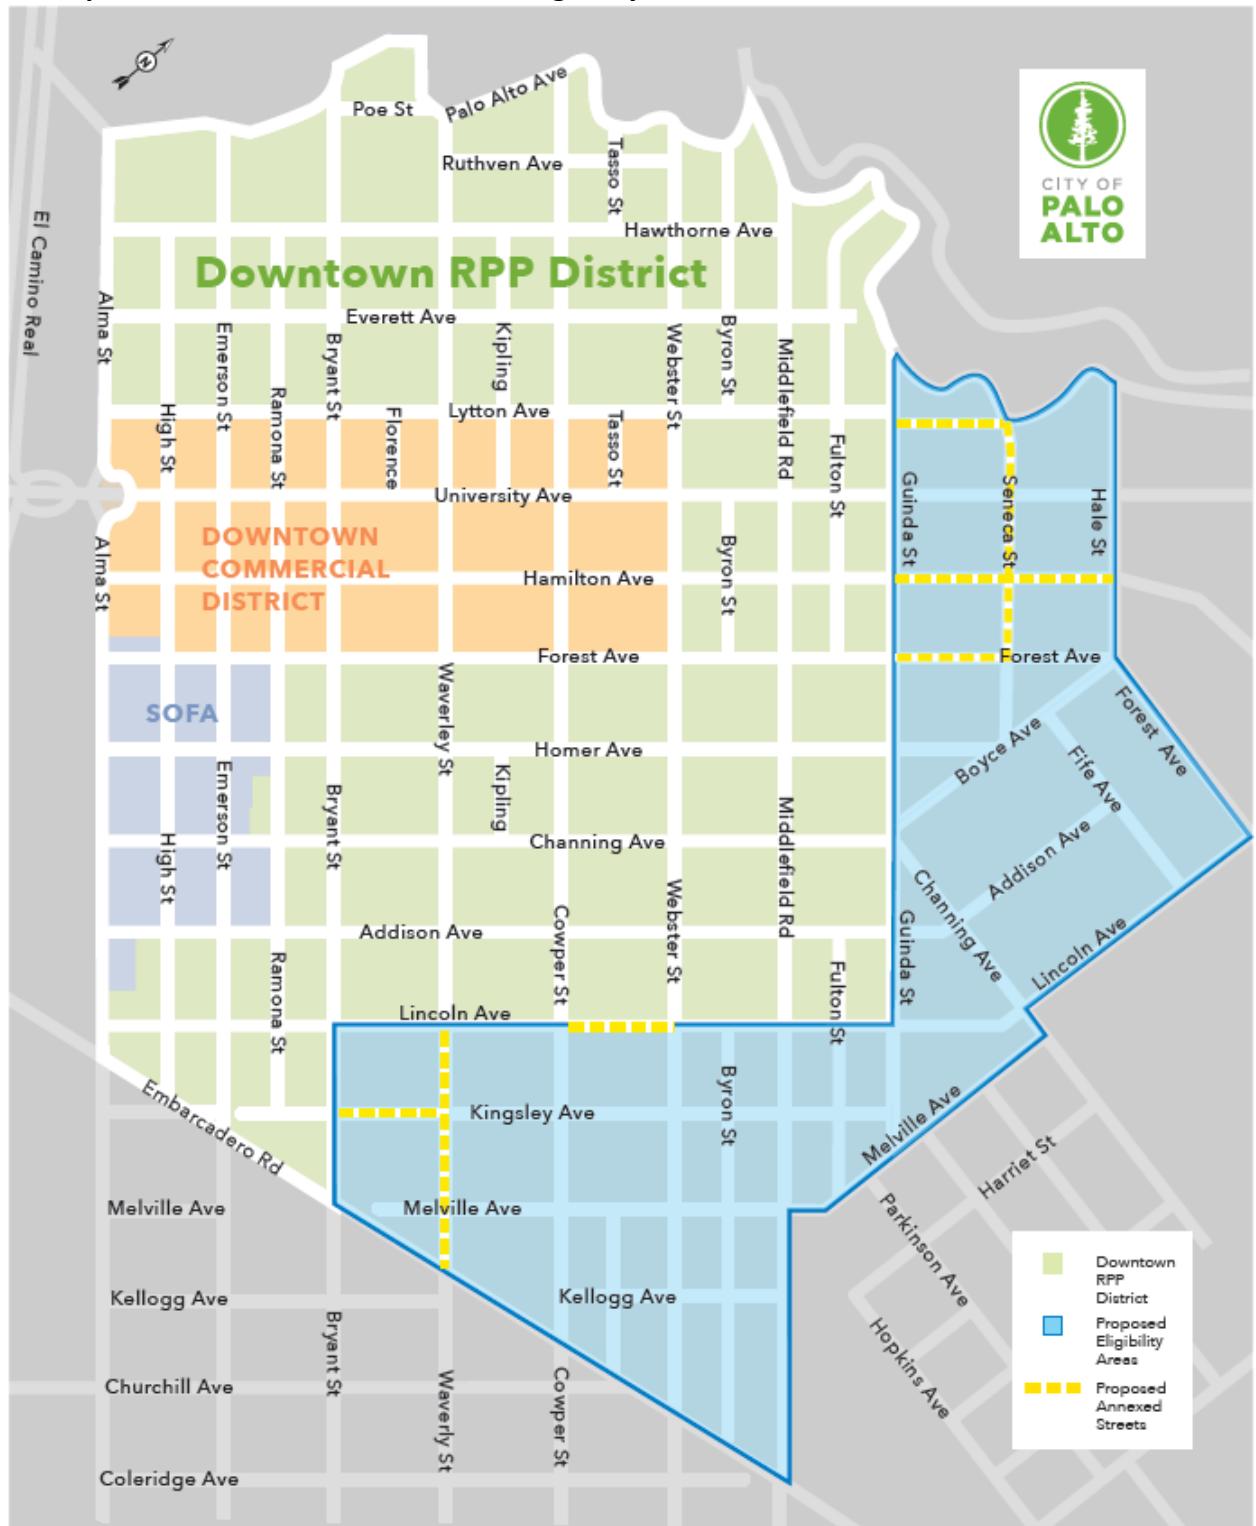 N
Poe St
Palo Alto Ave
CITY OF
PALO
ALTO
Ruthven Ave
Tasso St
Hawthorne Ave
El Camino Real
Downtown RPP District
Alma St
Everett Ave
Emerson St
Bryant St
Kipling
Webster St
Byron St
Middlefield Rd
High St
Ramona St
Florence
Lytton Ave
Tasso St
Fulton St
Guinda St
Seneca St
Hale St
University Ave
DOWNTOWN
COMMERCIAL
DISTRICT
Alma St
Hamilton Ave
Byron St
Forest Ave
Forest Ave
SOFA
Waverley St
Forest Ave
Homer Ave
Boyce Ave
Fife Ave
Emerson St
Bryant St
Kipling
Middlefield Rd
High St
Channing Ave
Addison Ave
Channing Ave
Webster St
Cowper St
Addison Ave
Guinda St
Lincoln Ave
Ramona St
Fulton St
Lincoln Ave
Embarcadero Rd
Kingsley Ave
Byron St
Melville Ave
Harriet St
Melville Ave
Melville Ave
Parkinson Ave
Kellogg Ave
Kellogg Ave
Bryant St
Hopkins Ave
Churchill Ave
Waverly St
Cowper St
Coleridge Ave
Downtown
RPP
District
Proposed
Eligibility
Areas
Proposed
Annexed
Streets